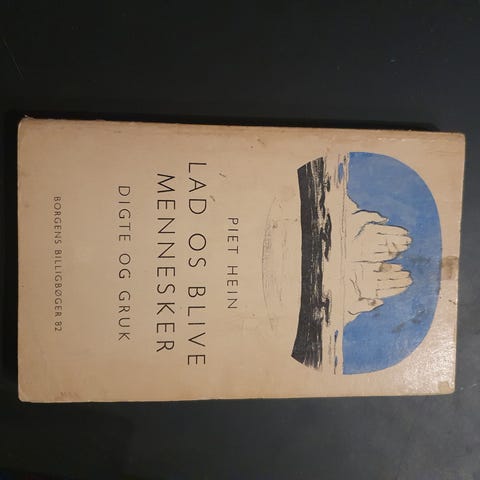 PIET HEIN
LAD OS BLIVE
MENNESKER
DIGTE OG GRUK
BORGENS BILLIGBØGER 82